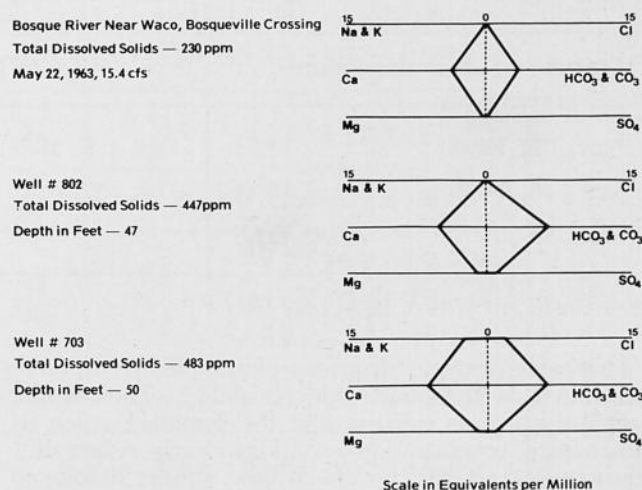 Bosque River Near Waco, Bosqueville Crossing
Total Dissolved Solids — 230 ppm
May 22, 1963, 15.4 cfs
15 0 15
Na & K Cl
Ca HCO₃ & CO₃
Mg SO₄
Well # 802
Total Dissolved Solids — 447ppm
Depth in Feet — 47
15 0 15
Na & K Cl
Ca HCO₃ & CO₃
Mg SO₄
Well # 703
Total Dissolved Solids — 483 ppm
Depth in Feet — 50
15 0 15
Na & K Cl
Ca HCO₃ & CO₃
Mg SO₄
Scale in Equivalents per Million